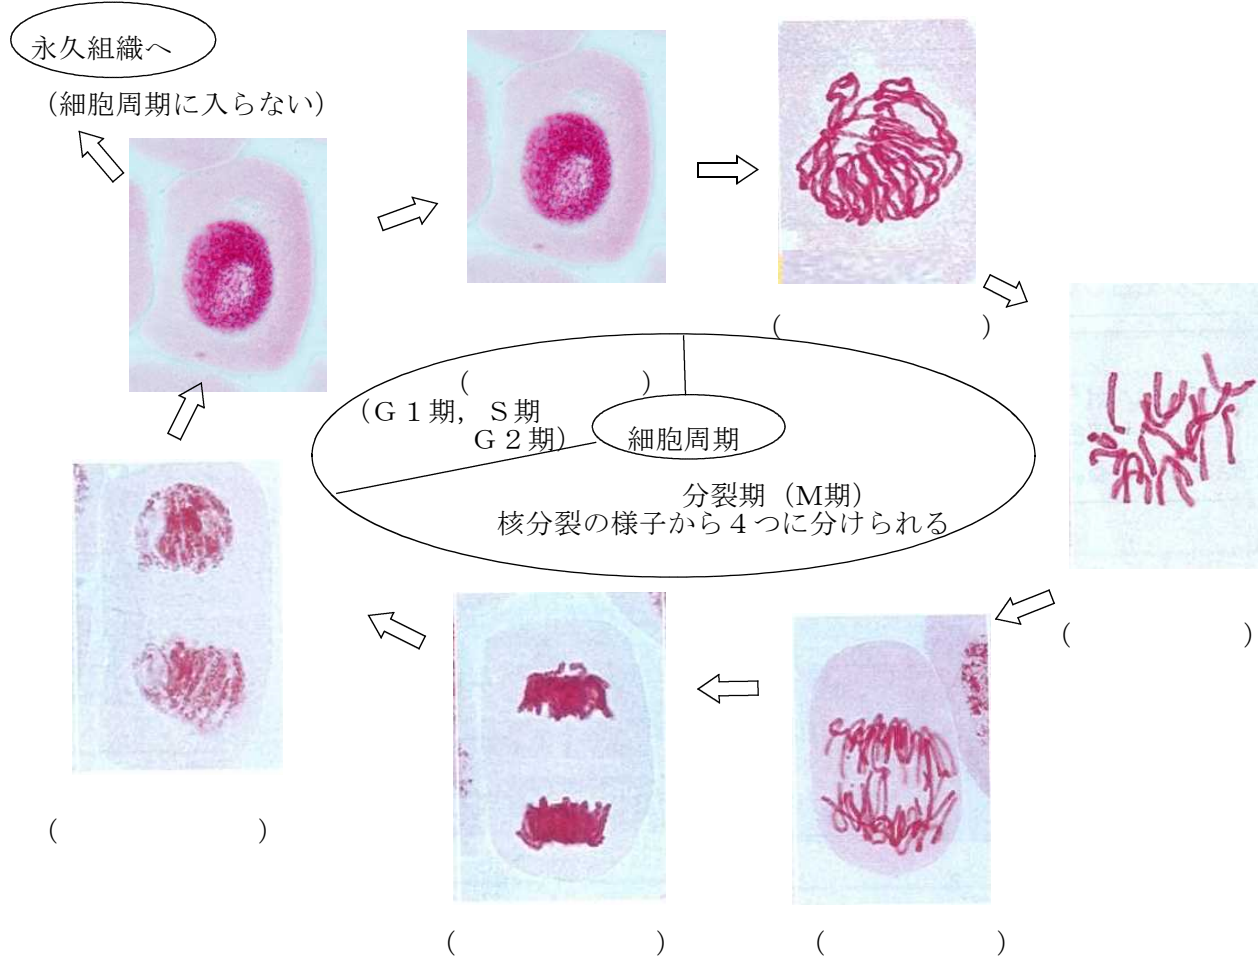 永久組織へ
（細胞周期に入らない）
（　　　　　　）
（　　　　　　）
（Ｇ１期，Ｓ期
Ｇ２期）
細胞周期
分裂期（Ｍ期）
核分裂の様子から４つに分けられる
（　　　　　　）
（　　　　　　）
（　　　　　　）
（　　　　　　）